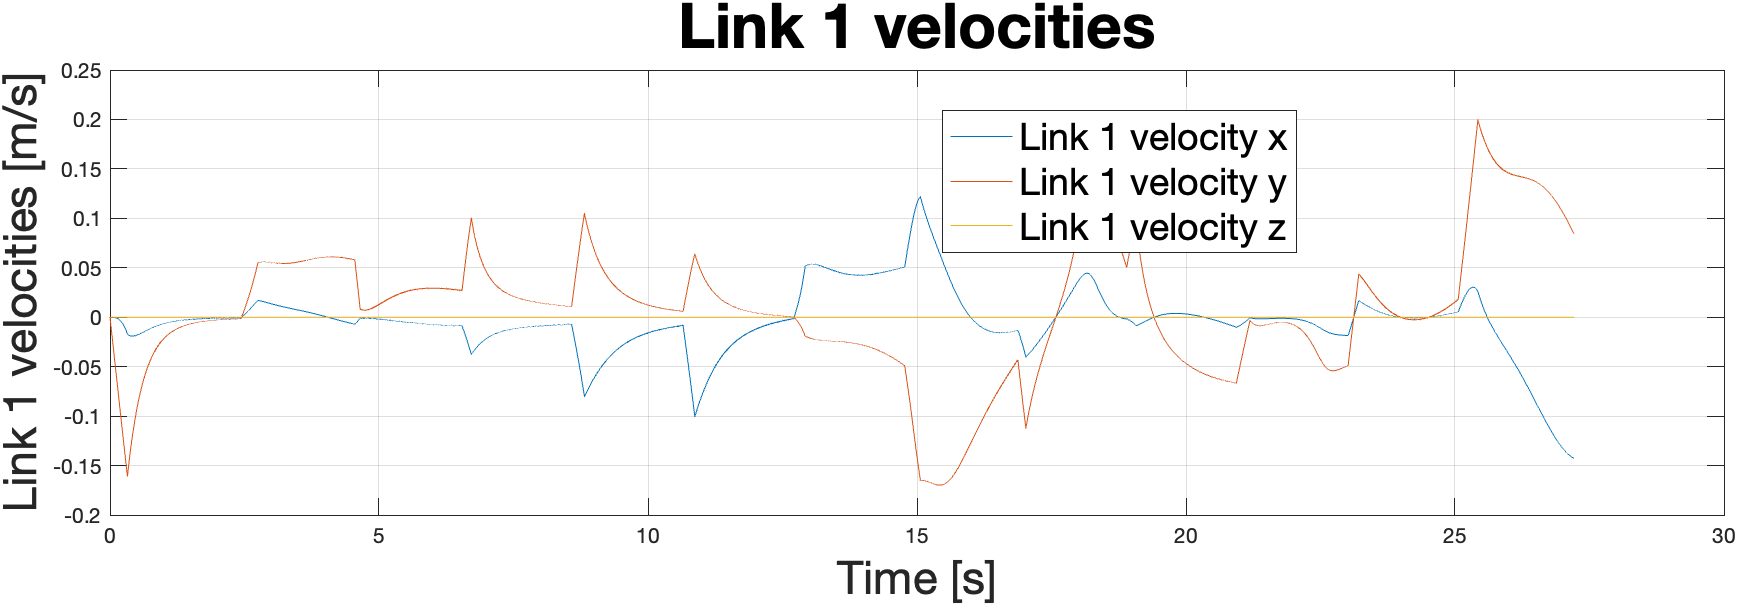 Link 1 velocities
Link 1 velocities [m/s]
0.25
0.2
0.15
0.1
0.05
0
-0.05
-0.1
-0.15
-0.2
Link 1 velocity x
Link 1 velocity y
Link 1 velocity z
0 5 10 15 20 25 30
Time [s]